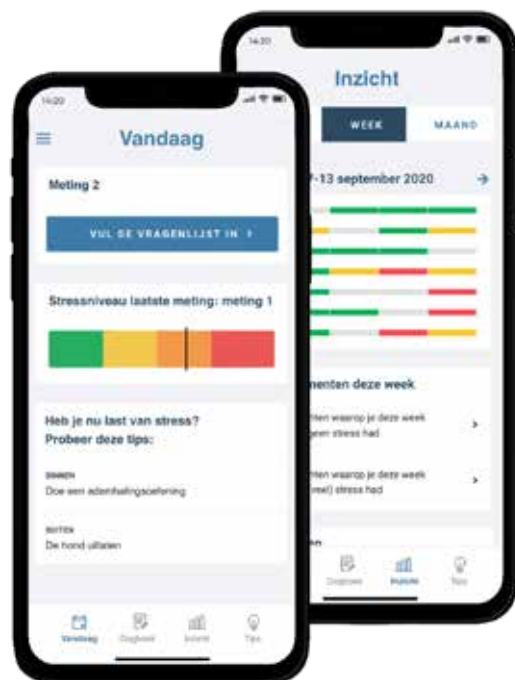 14:20
Vandaag
Meting 2
VUL DE VRAGENLIJST IN >
Stressniveau laatste meting: meting 1
Heb je nu last van stress?
Probeer deze tips:
BINNEN
Doe een ademhalingsoefening
BUITEN
De hond uitlaten
Vandaag
Dagboek
Inzicht
Tips
14:20
Inzicht
WEEK
MAAND
7-13 september 2020
menten deze week
nten waarop je deze week
geen stress had
nten waarop je deze week
veel) stress had
Dagboek
Inzicht
Tips